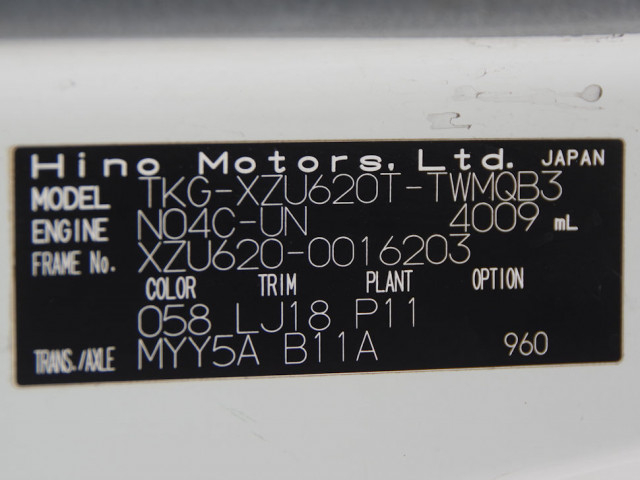 Hino Motors, Ltd. JAPAN
MODEL TKG-XZU620T-TWMQB3
ENGINE N04C-UN 4009 mL
FRAME No. XZU620-0016203
COLOR TRIM PLANT OPTION
058 LJ18 P11
TRANS./AXLE MYY5A B11A 960